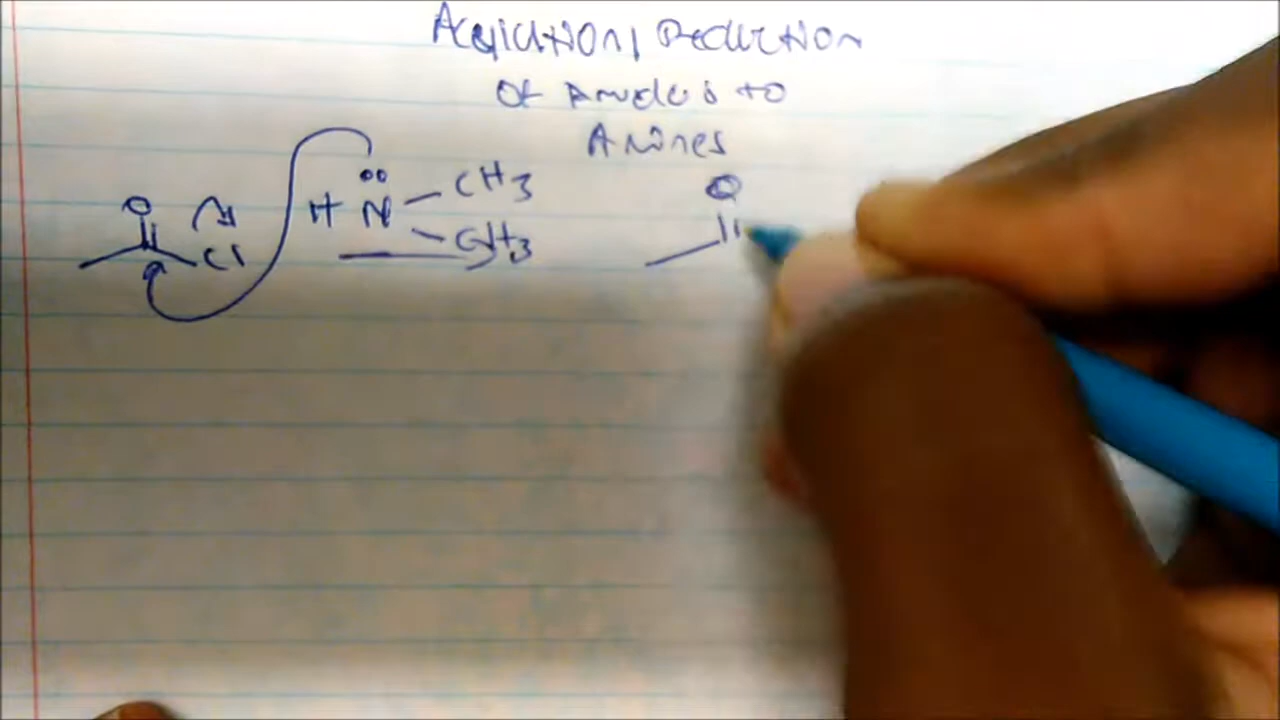 Acylation, Reduction
Of Amides to
Amines
O
Cl
H N CH3
CH3
O